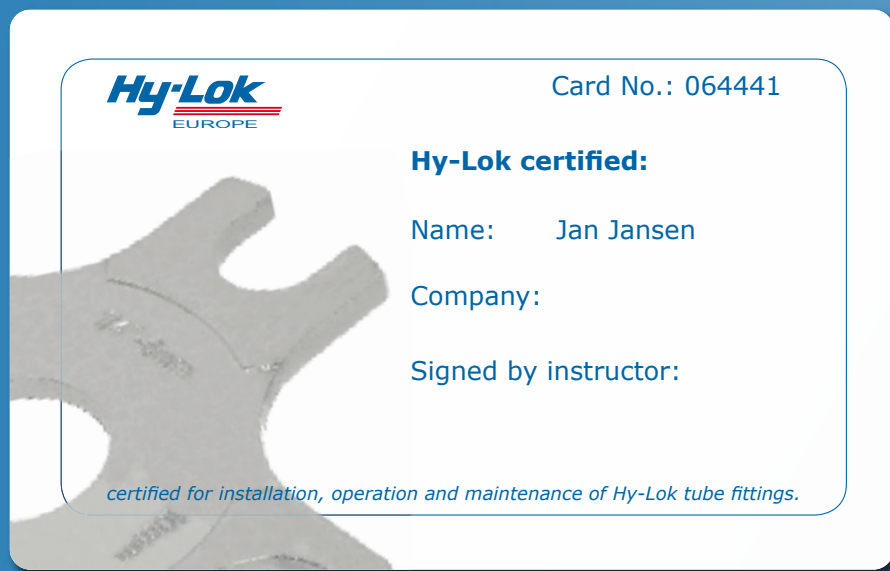 Hy-Lok
EUROPE
Card No.: 064441
Hy-Lok certified:
Name: Jan Jansen
Company:
Signed by instructor:
certified for installation, operation and maintenance of Hy-Lok tube fittings.